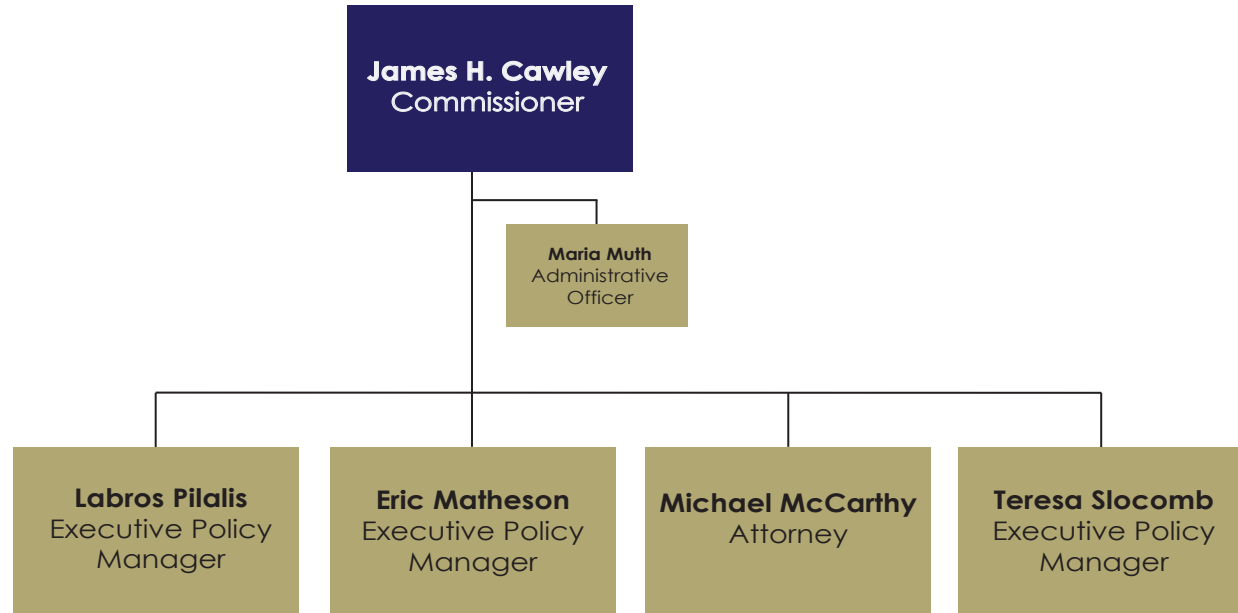 James H. Cawley
Commissioner
Maria Muth
Administrative
Officer
Labros Pilalis
Executive Policy
Manager
Eric Matheson
Executive Policy
Manager
Michael McCarthy
Attorney
Teresa Slocomb
Executive Policy
Manager